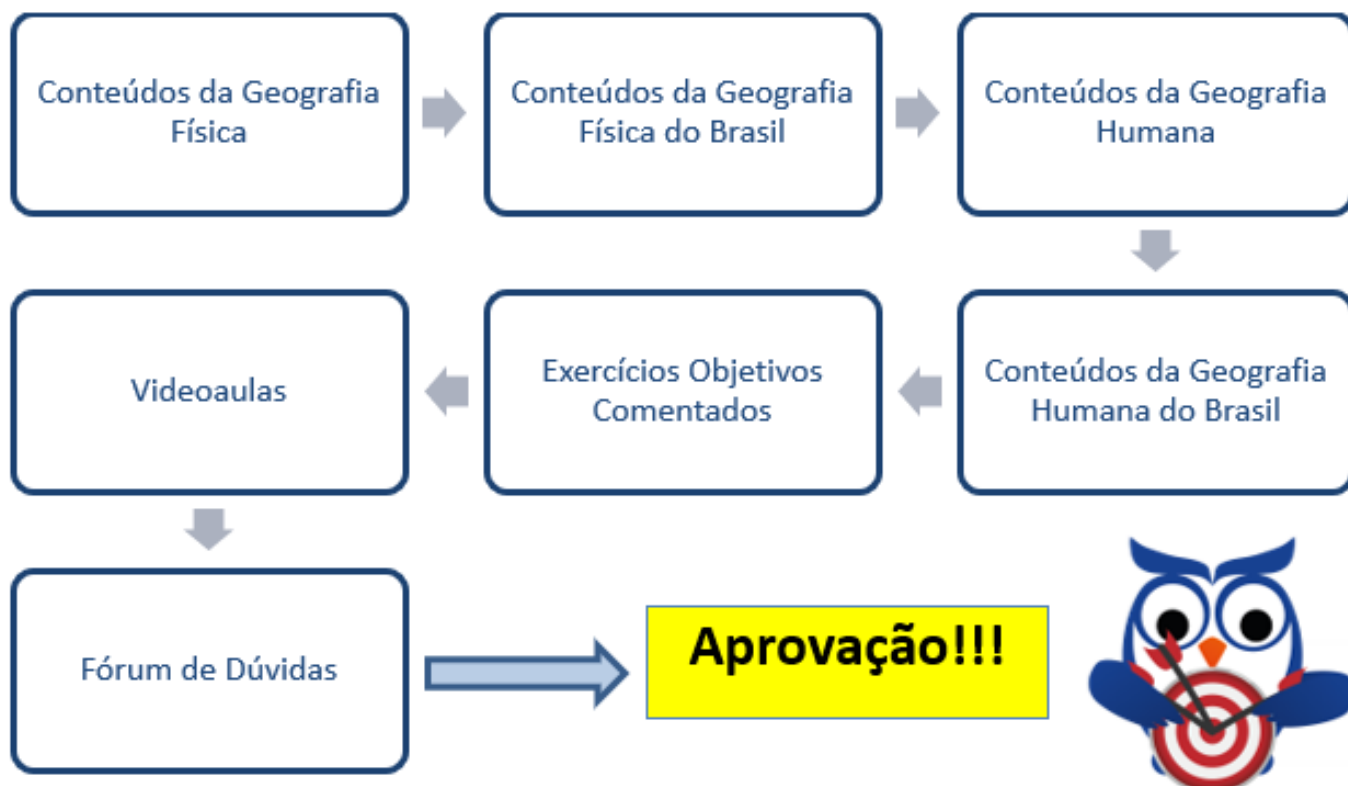 Conteúdos da Geografia
Física
Conteúdos da Geografia
Física do Brasil
Conteúdos da Geografia
Humana
Conteúdos da Geografia
Humana do Brasil
Exercícios Objetivos
Comentados
Videoaulas
Fórum de Dúvidas
Aprovação!!!